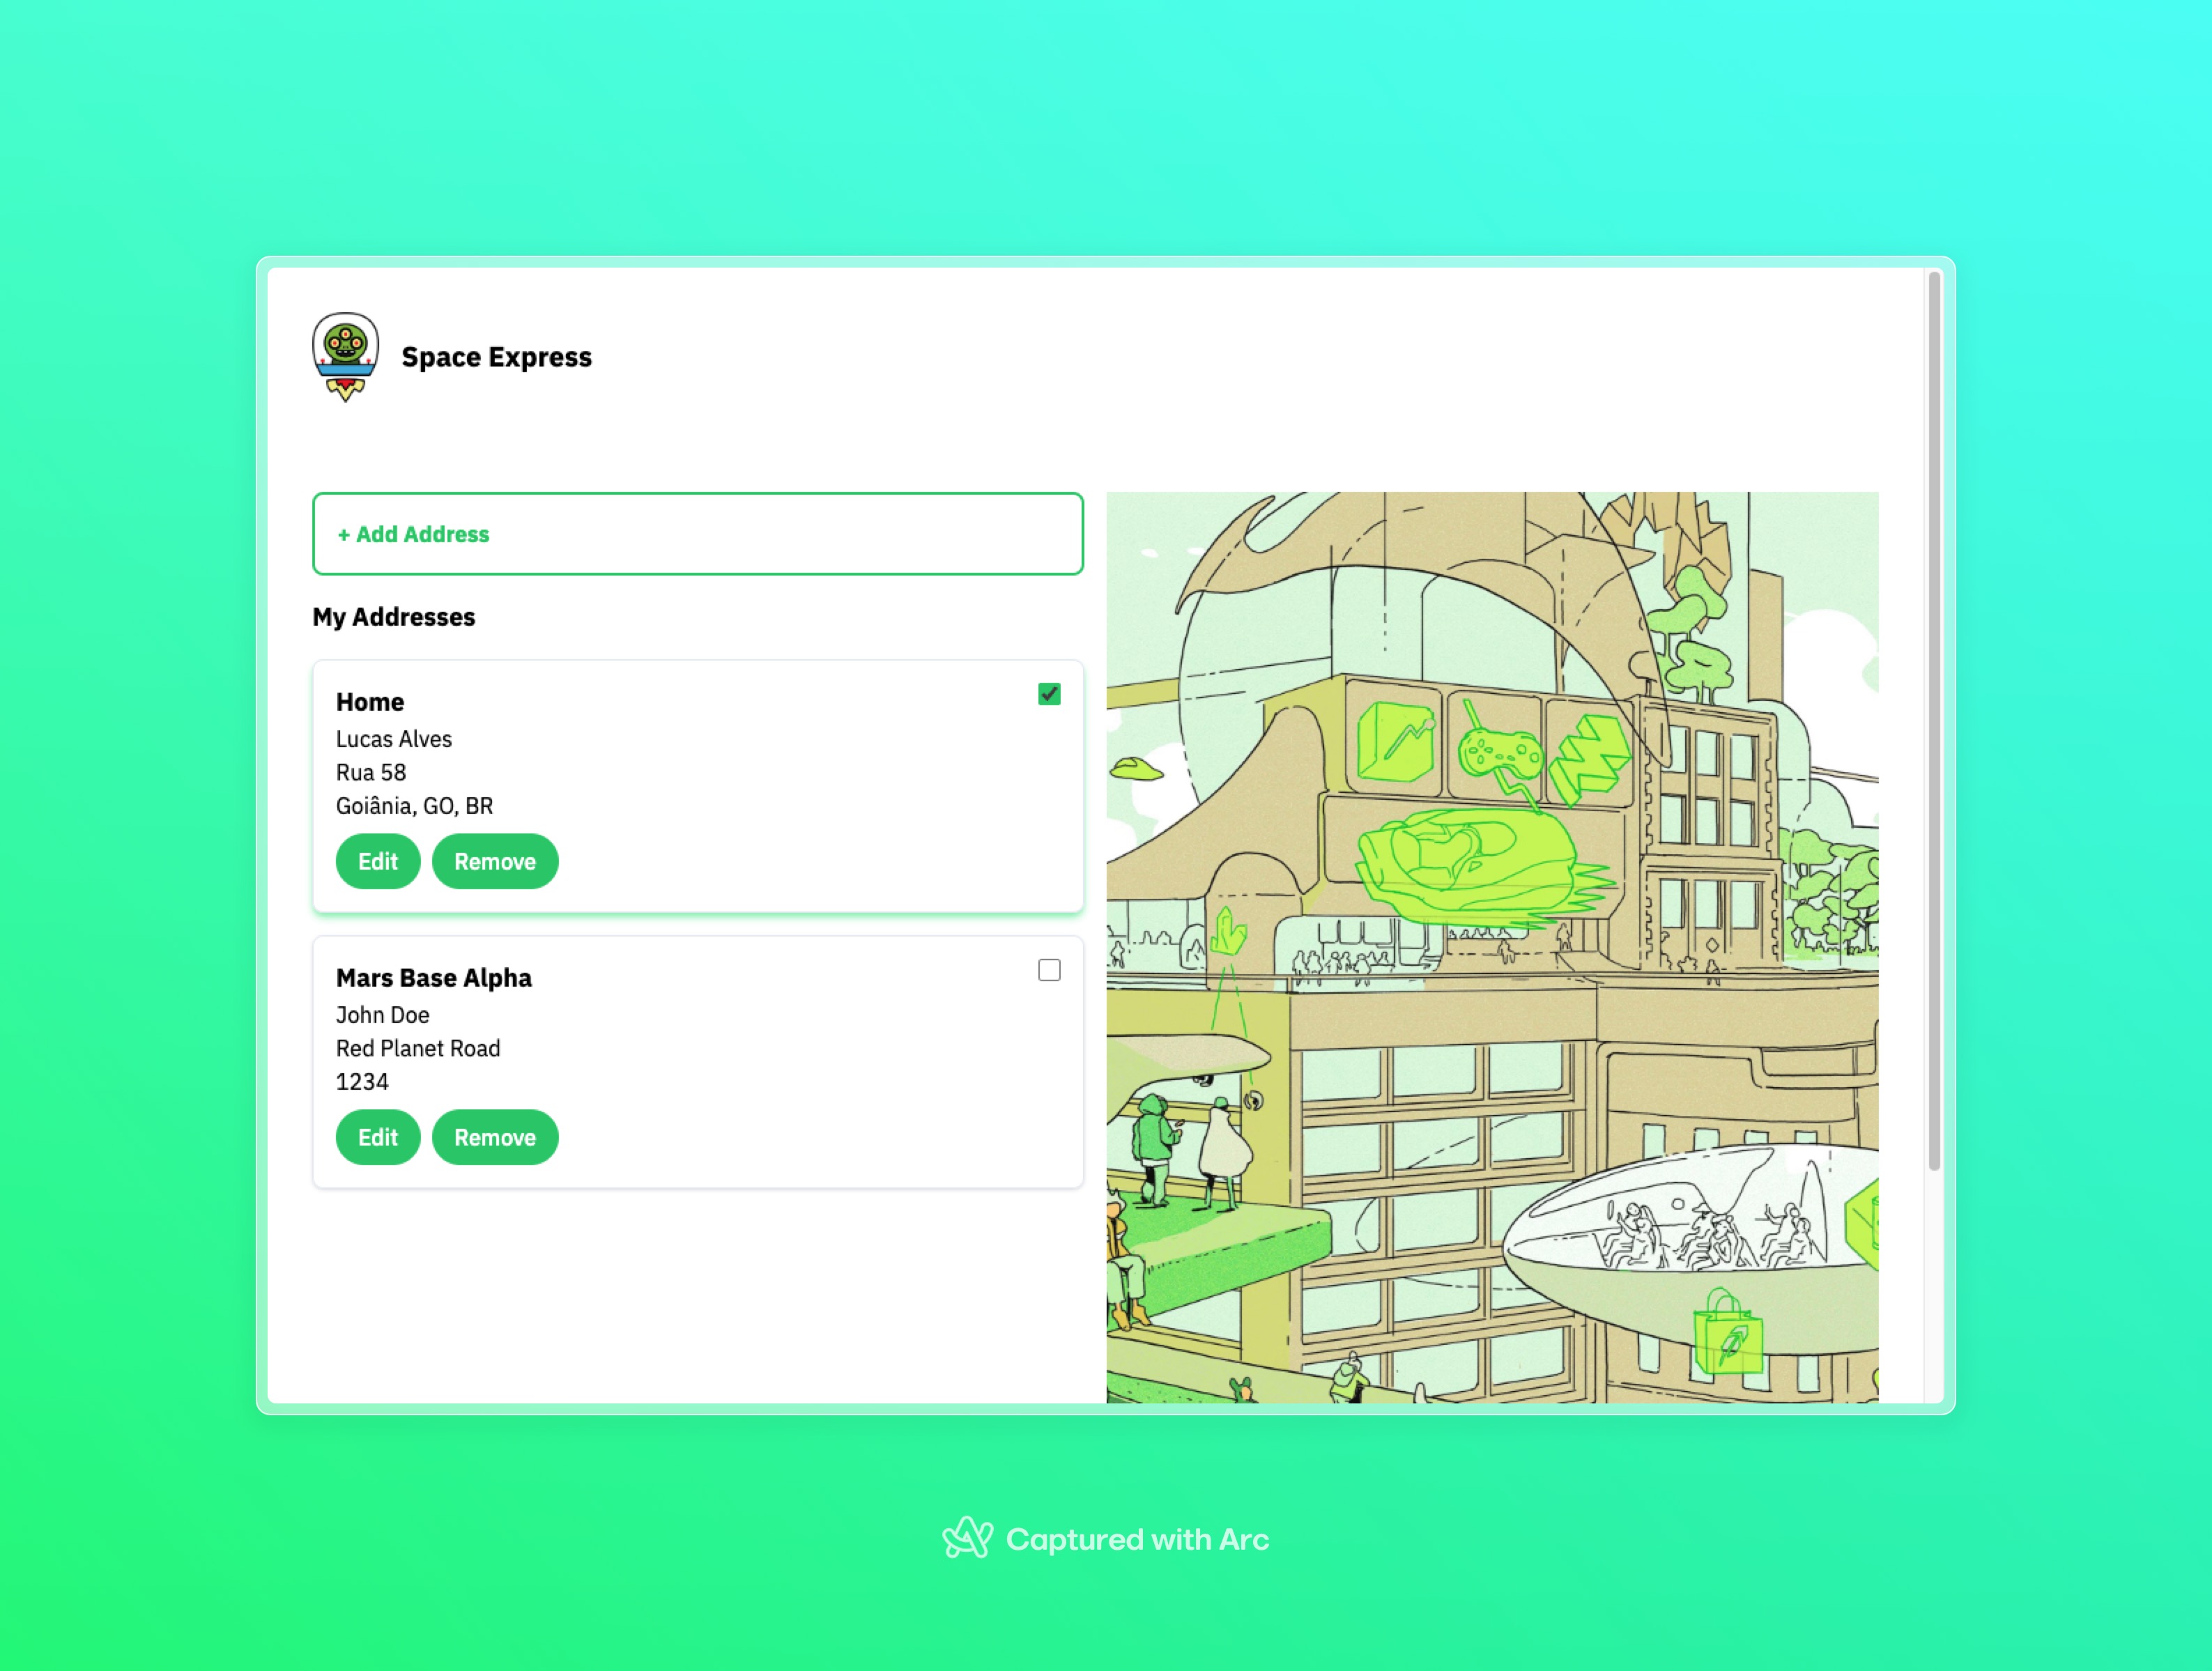 Space Express
+ Add Address
My Addresses
Home
Lucas Alves
Rua 58
Goiânia, GO, BR
Edit
Remove
Mars Base Alpha
John Doe
Red Planet Road
1234
Edit
Remove
Captured with Arc